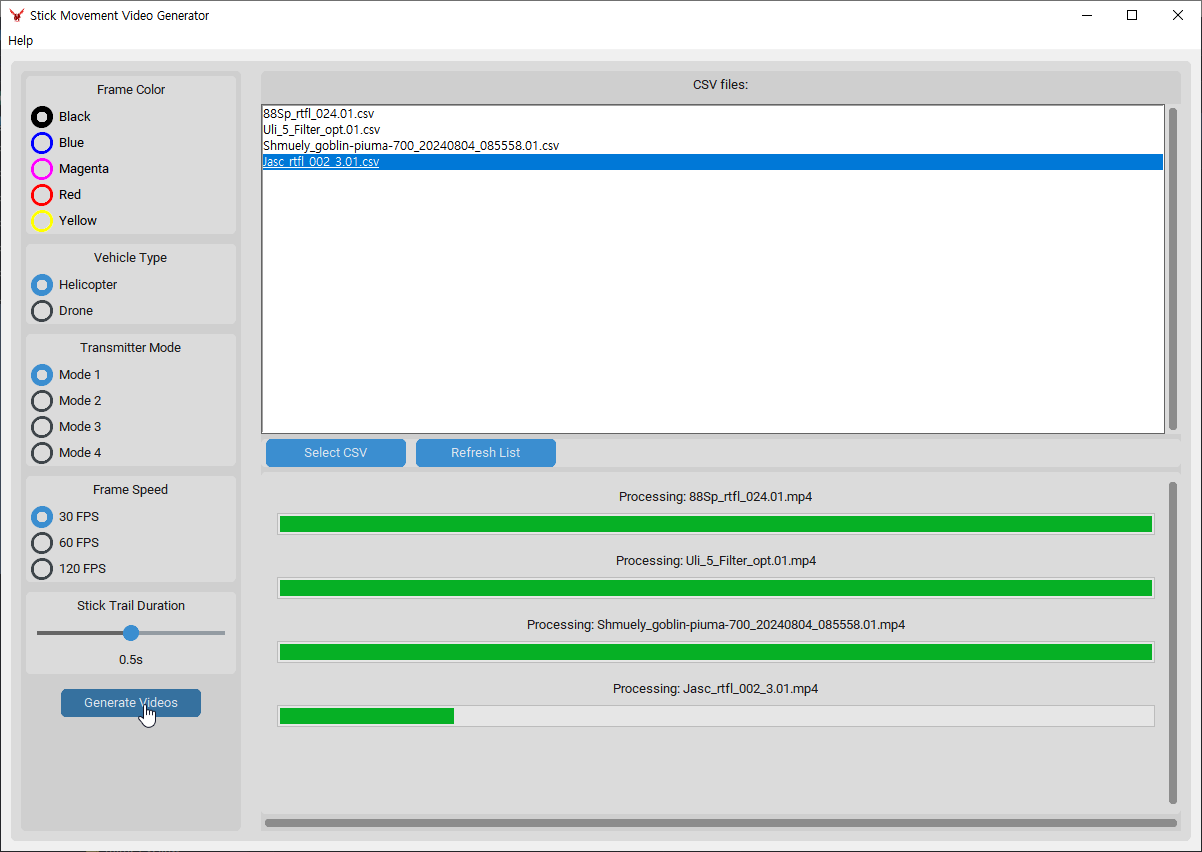 Stick Movement Video Generator
Help
Frame Color
Black
Blue
Magenta
Red
Yellow
Vehicle Type
Helicopter
Drone
Transmitter Mode
Mode 1
Mode 2
Mode 3
Mode 4
Frame Speed
30 FPS
60 FPS
120 FPS
Stick Trail Duration
0.5s
Generate Videos
CSV files:
88Sp_rtfl_024.01.csv
Uli_5_Filter_opt.01.csv
Shmuely_goblin-piuma-700_20240804_085558.01.csv
Jasc_rtfl_002_3.01.csv
Select CSV
Refresh List
Processing: 88Sp_rtfl_024.01.mp4
Processing: Uli_5_Filter_opt.01.mp4
Processing: Shmuely_goblin-piuma-700_20240804_085558.01.mp4
Processing: Jasc_rtfl_002_3.01.mp4